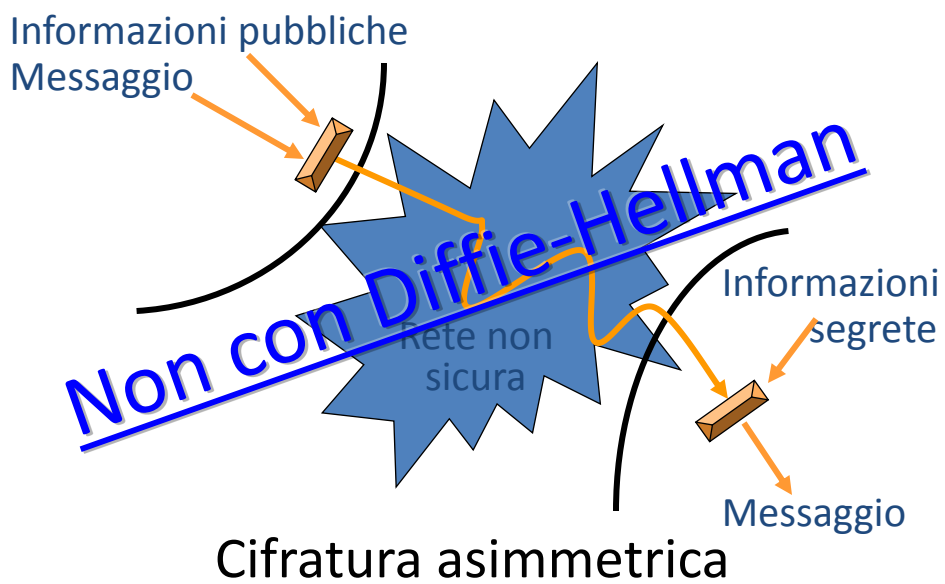 Informazioni pubbliche
Messaggio
Non con Diffie-Hellman
Rete non
sicura
Informazioni
segrete
Messaggio
Cifratura asimmetrica